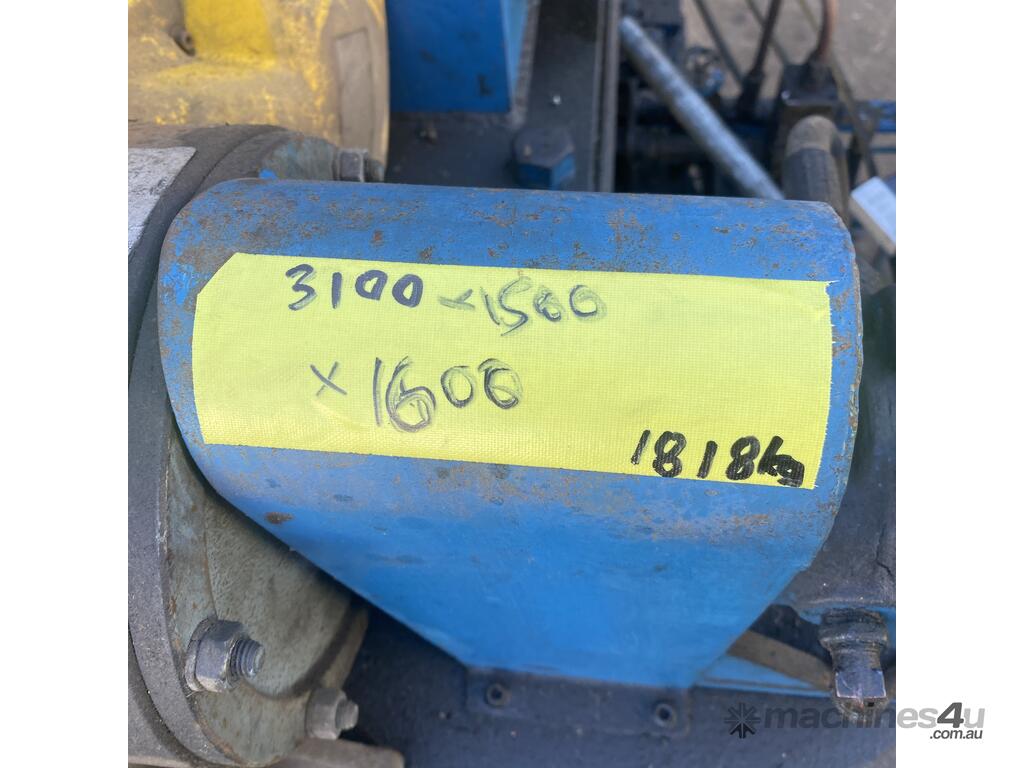 3100 x 1500
x 1600
1818kg
machines4u
.com.au